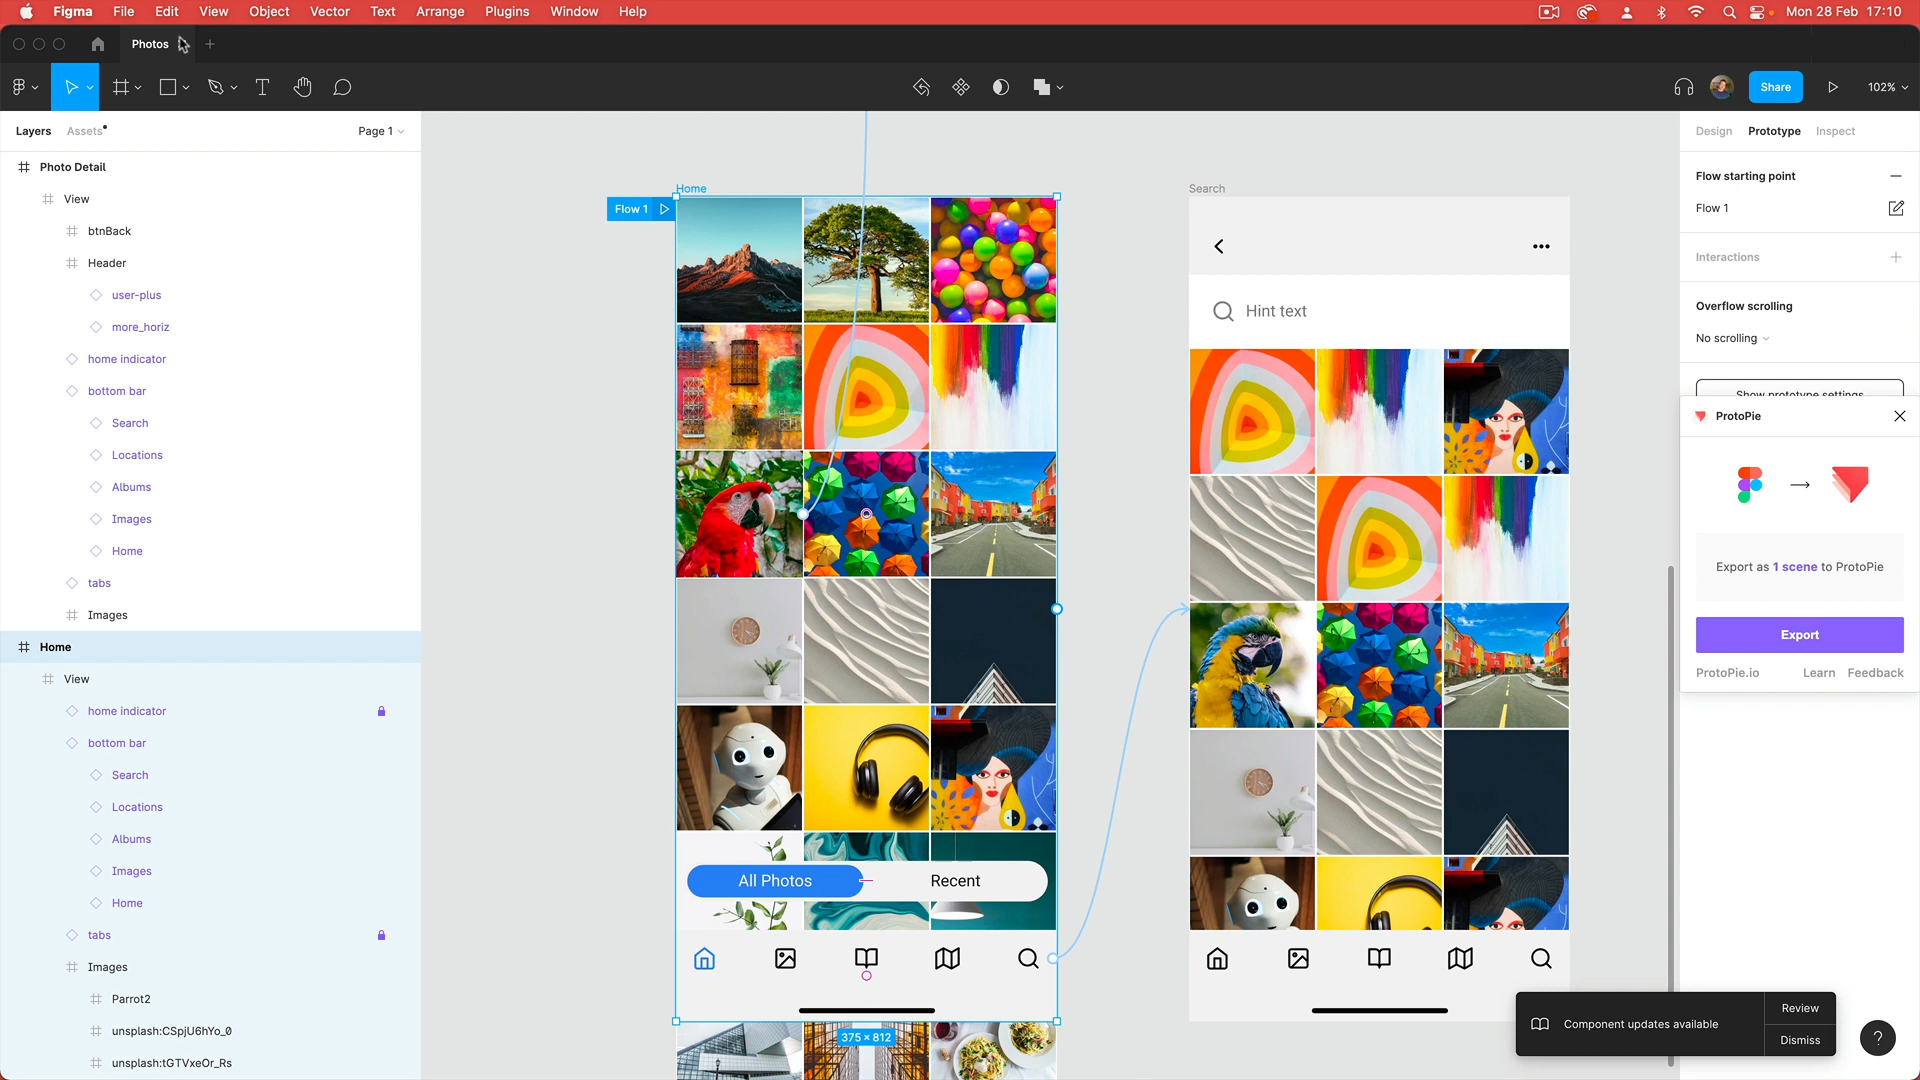 Figma File Edit View Object Vector Text Arrange Plugins Window Help Mon 28 Feb 17:10
Photos
Share 102%
Layers Assets Page 1
Design Prototype Inspect
Photo Detail
View
btnBack
Header
user-plus
more_horiz
home indicator
bottom bar
Search
Locations
Albums
Images
Home
tabs
Images
Home
View
home indicator
bottom bar
Search
Locations
Albums
Images
Home
tabs
Images
Parrot2
unsplash:CSpjU6hYo_0
unsplash:tGTVxeOr_Rs
Home
Flow 1
All Photos Recent
375 × 812
Search
Hint text
Flow starting point
Flow 1
Interactions
Overflow scrolling
No scrolling
Show prototype settings
ProtoPie
Export as 1 scene to ProtoPie
Export
ProtoPie.io Learn Feedback
Component updates available
Review
Dismiss
?